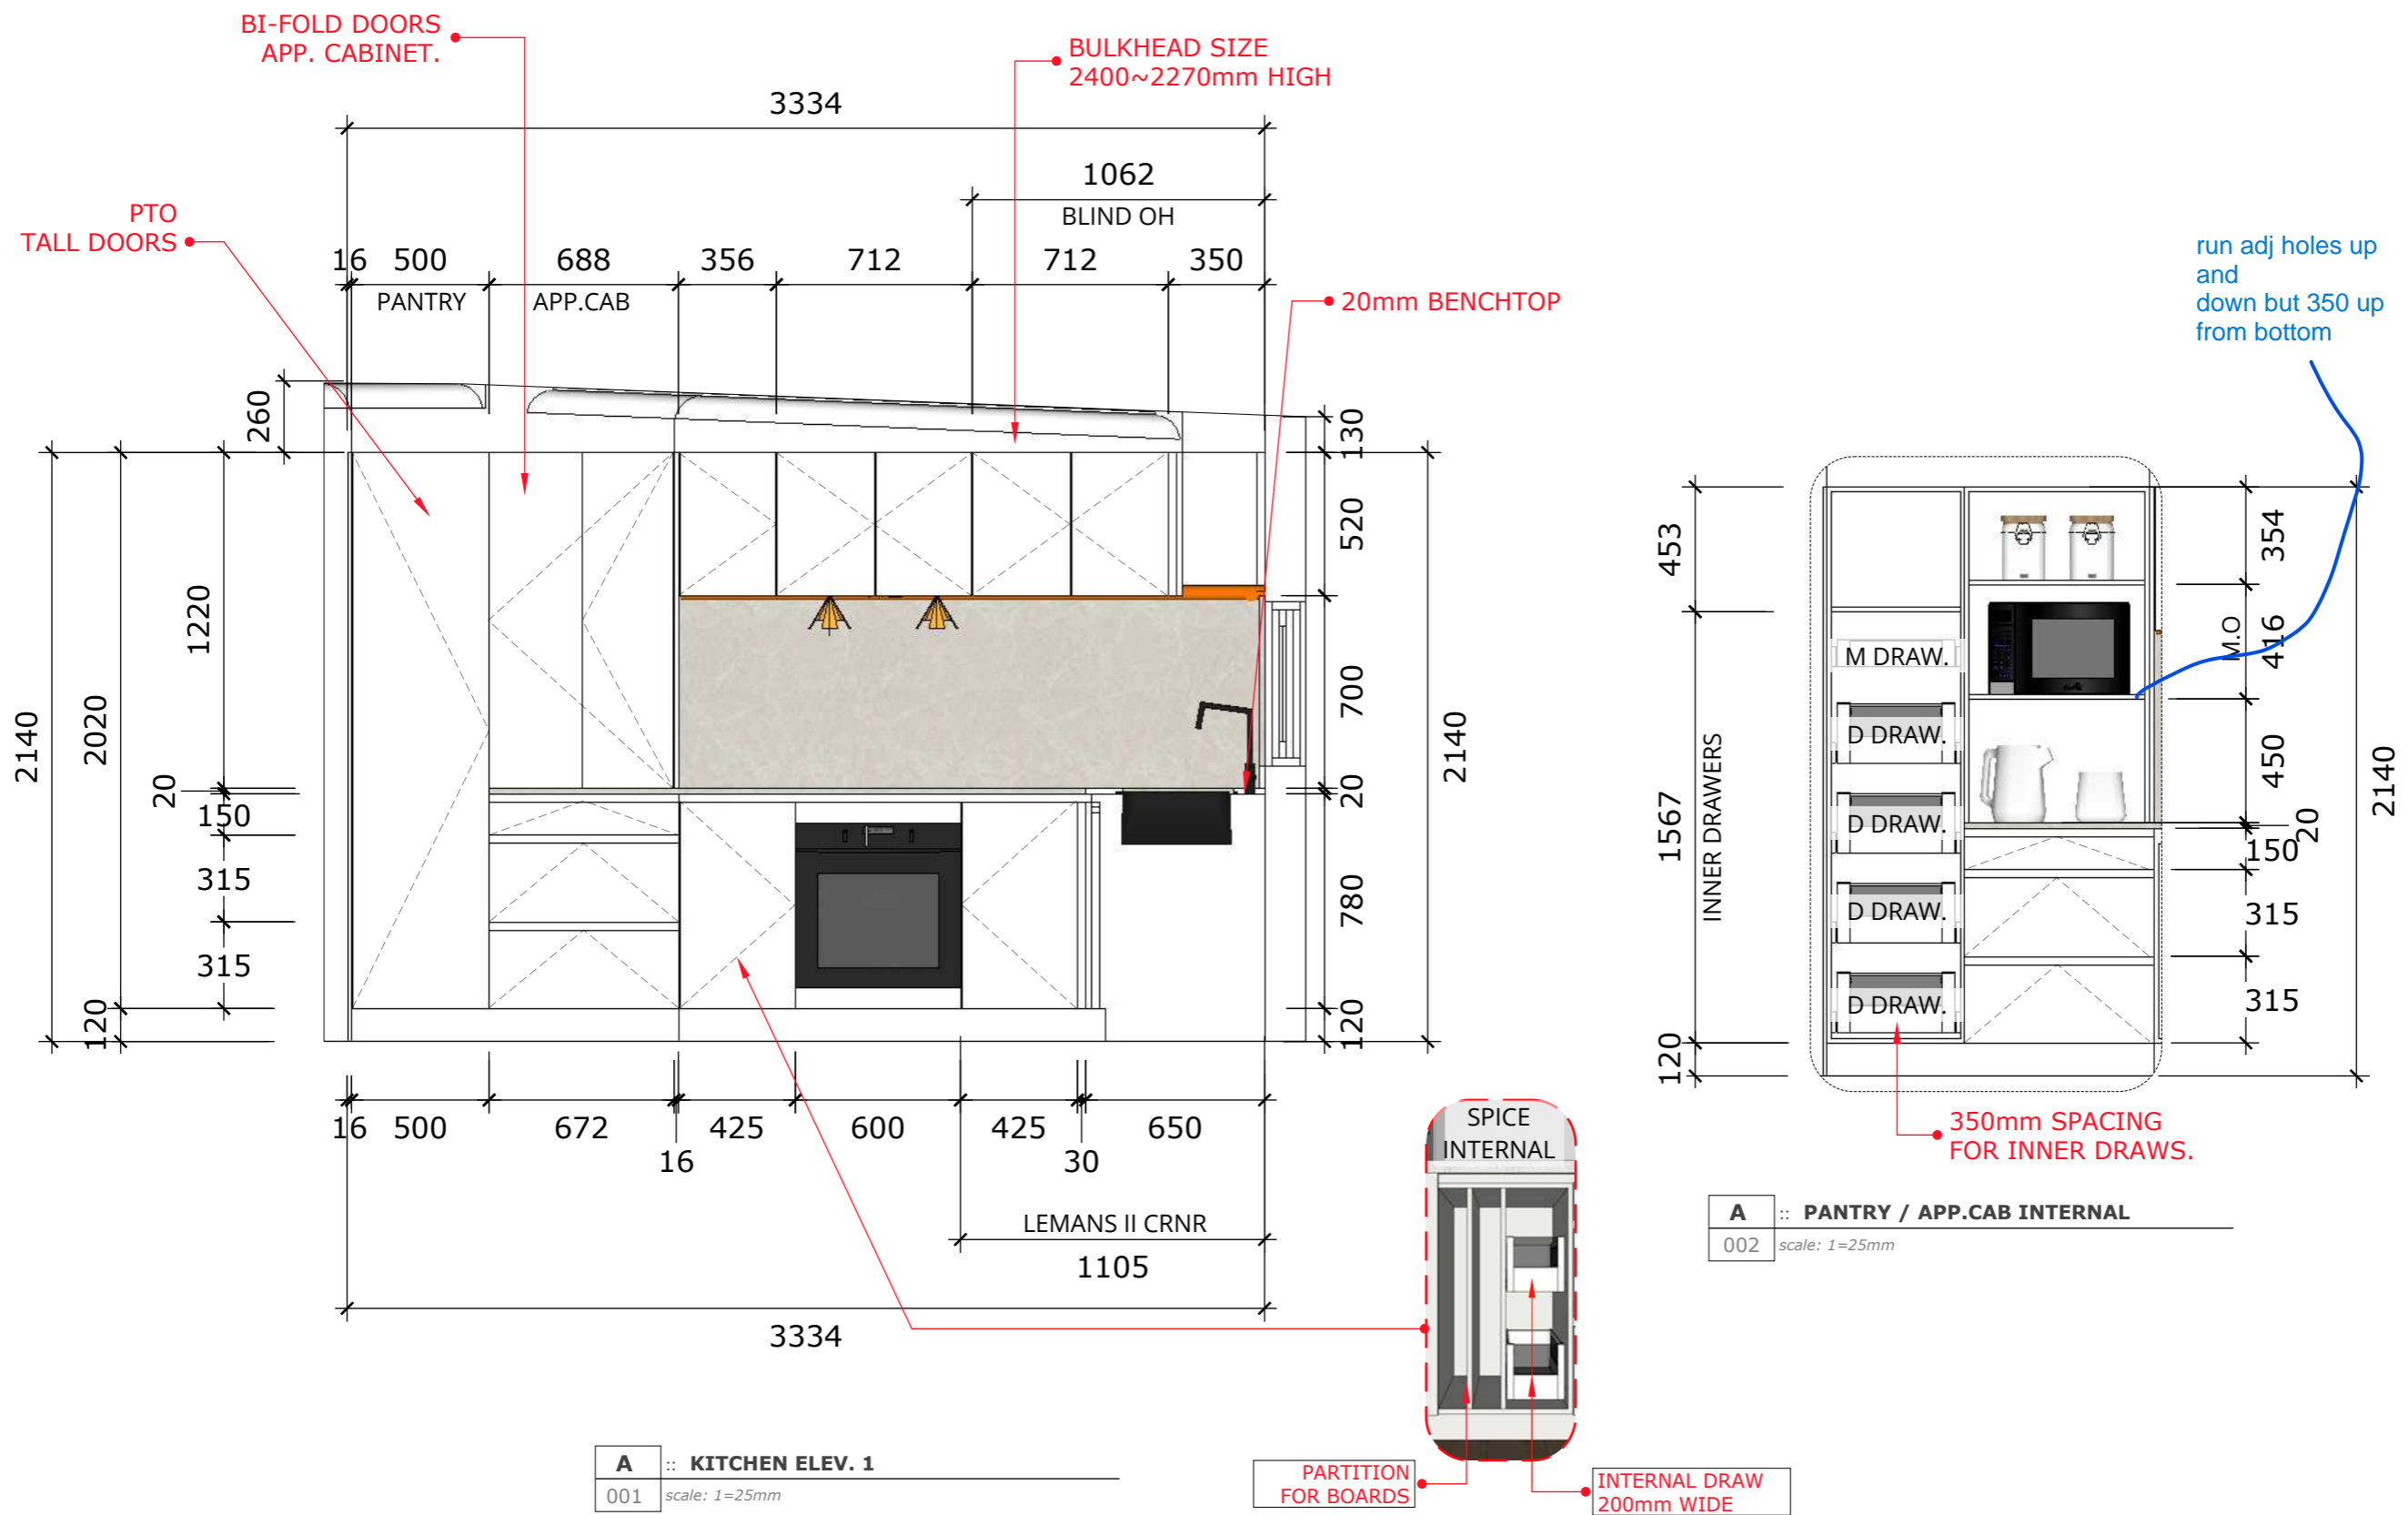 BI-FOLD DOORS
APP. CABINET.
BULKHEAD SIZE
2400~2270mm HIGH
3334
1062
BLIND OH
PTO
TALL DOORS
16 500 688 356 712 712 350
PANTRY APP.CAB
20mm BENCHTOP
run adj holes up
and
down but 350 up
from bottom
260
130
520
700
20
780
120
2140
2140
2020
1220
20
150
315
315
120
16 500 672 425 600 425 650
16 30
LEMANS II CRNR
1105
3334
453
1567
INNER DRAWERS
120
M DRAW.
D DRAW.
D DRAW.
D DRAW.
D DRAW.
354
M.O
416
450
20
150
315
315
2140
350mm SPACING
FOR INNER DRAWS.
SPICE
INTERNAL
A :: PANTRY / APP.CAB INTERNAL
002 scale: 1=25mm
A :: KITCHEN ELEV. 1
001 scale: 1=25mm
PARTITION
FOR BOARDS
INTERNAL DRAW
200mm WIDE